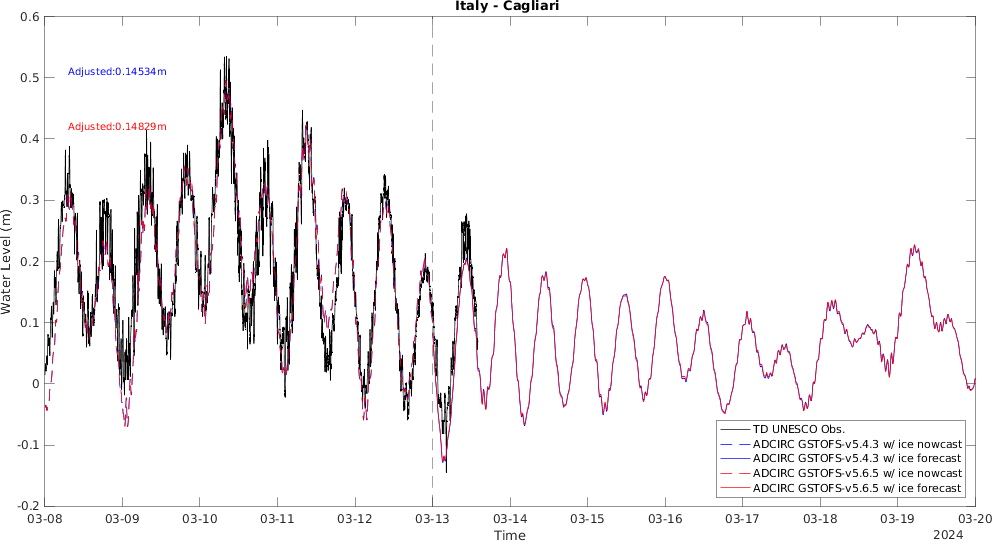 Italy - Cagliari
0.6
0.5
0.4
0.3
0.2
0.1
0
-0.1
-0.2
Water Level (m)
Adjusted:0.14534m
Adjusted:0.14829m
TD UNESCO Obs.
ADCIRC GSTOFS-v5.4.3 w/ ice nowcast
ADCIRC GSTOFS-v5.4.3 w/ ice forecast
ADCIRC GSTOFS-v5.6.5 w/ ice nowcast
ADCIRC GSTOFS-v5.6.5 w/ ice forecast
03-08 03-09 03-10 03-11 03-12 03-13 03-14 03-15 03-16 03-17 03-18 03-19 03-20
Time
2024